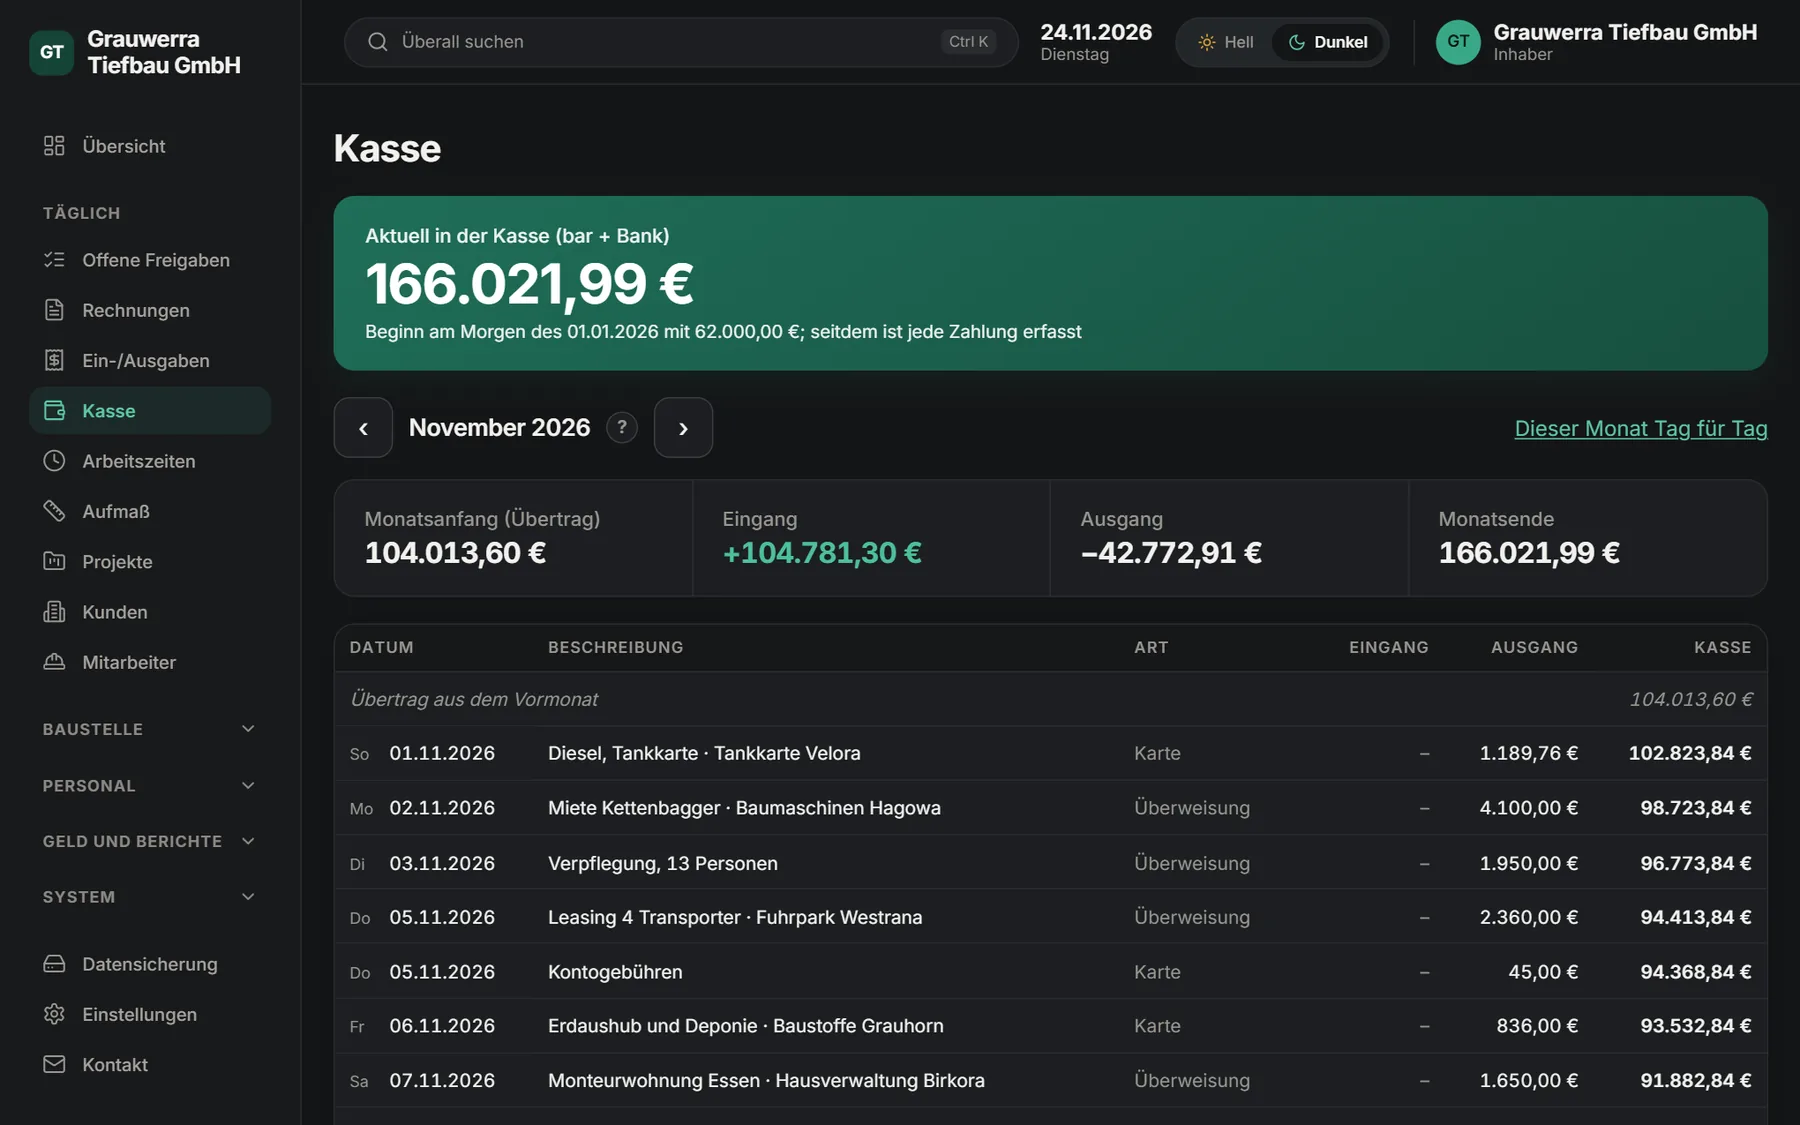 GT
Grauwerra
Tiefbau GmbH
Übersicht
TÄGLICH
Offene Freigaben
Rechnungen
Ein-/Ausgaben
Kasse
Arbeitszeiten
Aufmaß
Projekte
Kunden
Mitarbeiter
BAUSTELLE
PERSONAL
GELD UND BERICHTE
SYSTEM
Datensicherung
Einstellungen
Kontakt
Überall suchen Ctrl K
24.11.2026
Dienstag
Hell Dunkel
GT
Grauwerra Tiefbau GmbH
Inhaber
Kasse
Aktuell in der Kasse (bar + Bank)
166.021,99 €
Beginn am Morgen des 01.01.2026 mit 62.000,00 €; seitdem ist jede Zahlung erfasst
‹ November 2026 ? › Dieser Monat Tag für Tag
Monatsanfang (Übertrag) Eingang Ausgang Monatsende
104.013,60 € +104.781,30 € −42.772,91 € 166.021,99 €
DATUM BESCHREIBUNG ART EINGANG AUSGANG KASSE
Übertrag aus dem Vormonat 104.013,60 €
So 01.11.2026 Diesel, Tankkarte · Tankkarte Velora Karte – 1.189,76 € 102.823,84 €
Mo 02.11.2026 Miete Kettenbagger · Baumaschinen Hagowa Überweisung – 4.100,00 € 98.723,84 €
Di 03.11.2026 Verpflegung, 13 Personen Überweisung – 1.950,00 € 96.773,84 €
Do 05.11.2026 Leasing 4 Transporter · Fuhrpark Westrana Überweisung – 2.360,00 € 94.413,84 €
Do 05.11.2026 Kontogebühren Karte – 45,00 € 94.368,84 €
Fr 06.11.2026 Erdaushub und Deponie · Baustoffe Grauhorn Karte – 836,00 € 93.532,84 €
Sa 07.11.2026 Monteurwohnung Essen · Hausverwaltung Birkora Überweisung – 1.650,00 € 91.882,84 €